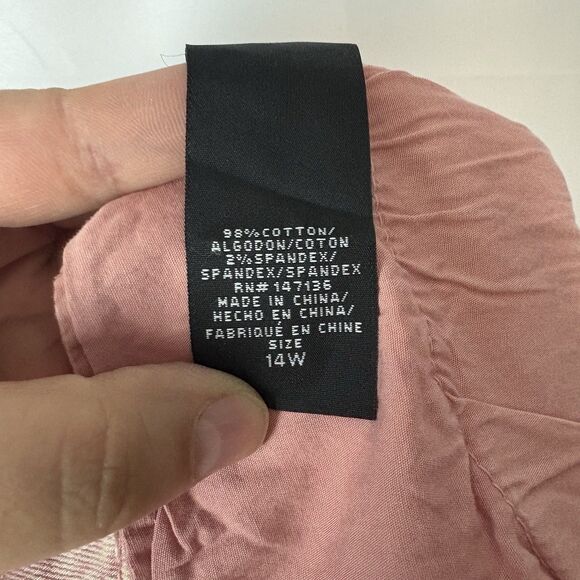 98%COTTON/
ALGODON/COTON
2%SPANDEX/
SPANDEX/SPANDEX
RN#147136
MADE IN CHINA/
HECHO EN CHINA/
FABRIQUÉ EN CHINE
SIZE
14W